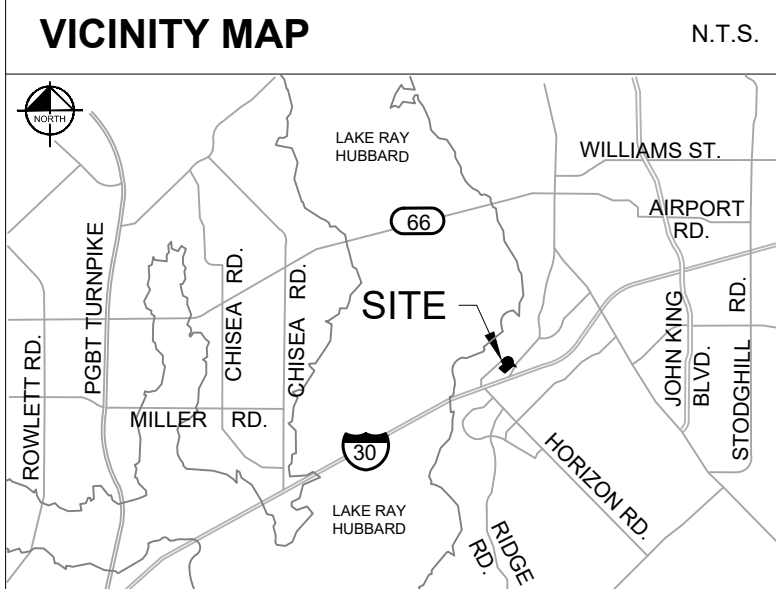 VICINITY MAP
N.T.S.
NORTH
LAKE RAY
HUBBARD
WILLIAMS ST.
66
AIRPORT
RD.
PGBT TURNPIKE
CHISEA RD.
CHISEA RD.
SITE
ROWLETT RD.
JOHN KING
BLVD.
STODGHILL RD.
MILLER RD.
30
HORIZON RD.
LAKE RAY
HUBBARD
RIDGE
RD.